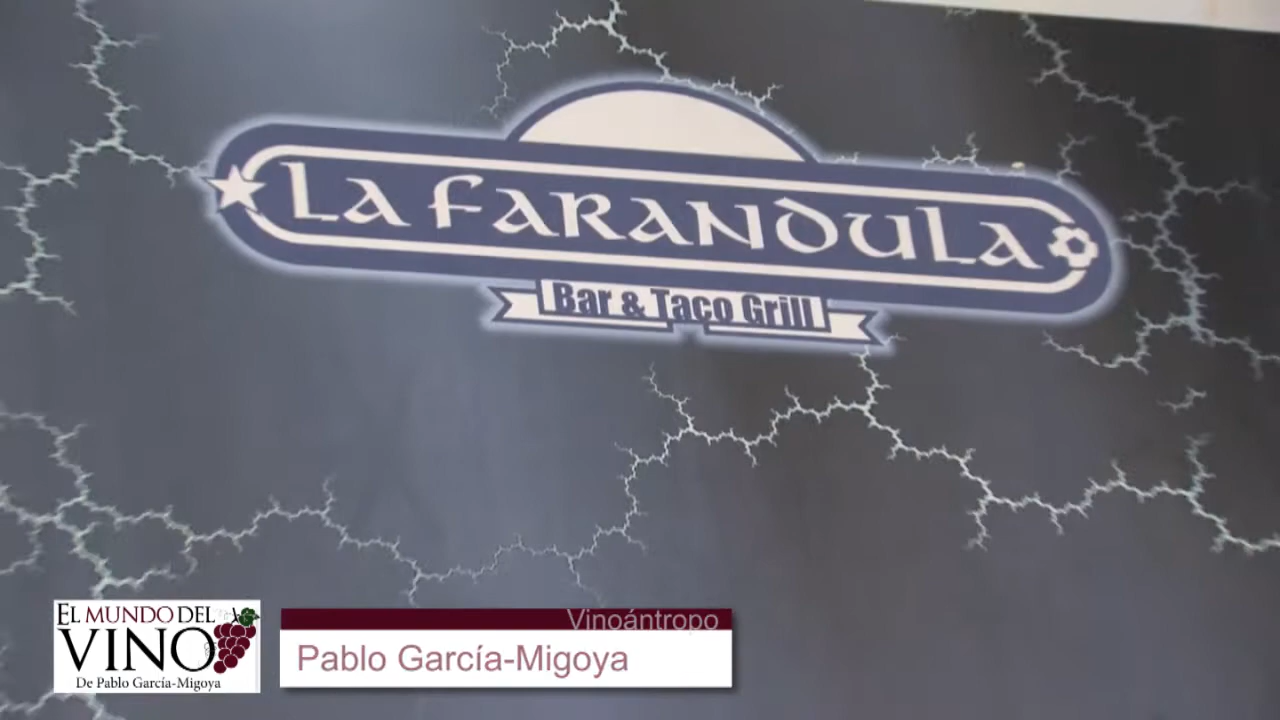 La Farandula
Bar & Taco Grill
EL MUNDO DEL
VINO
De Pablo García-Migoya
Vinoántropo
Pablo García-Migoya